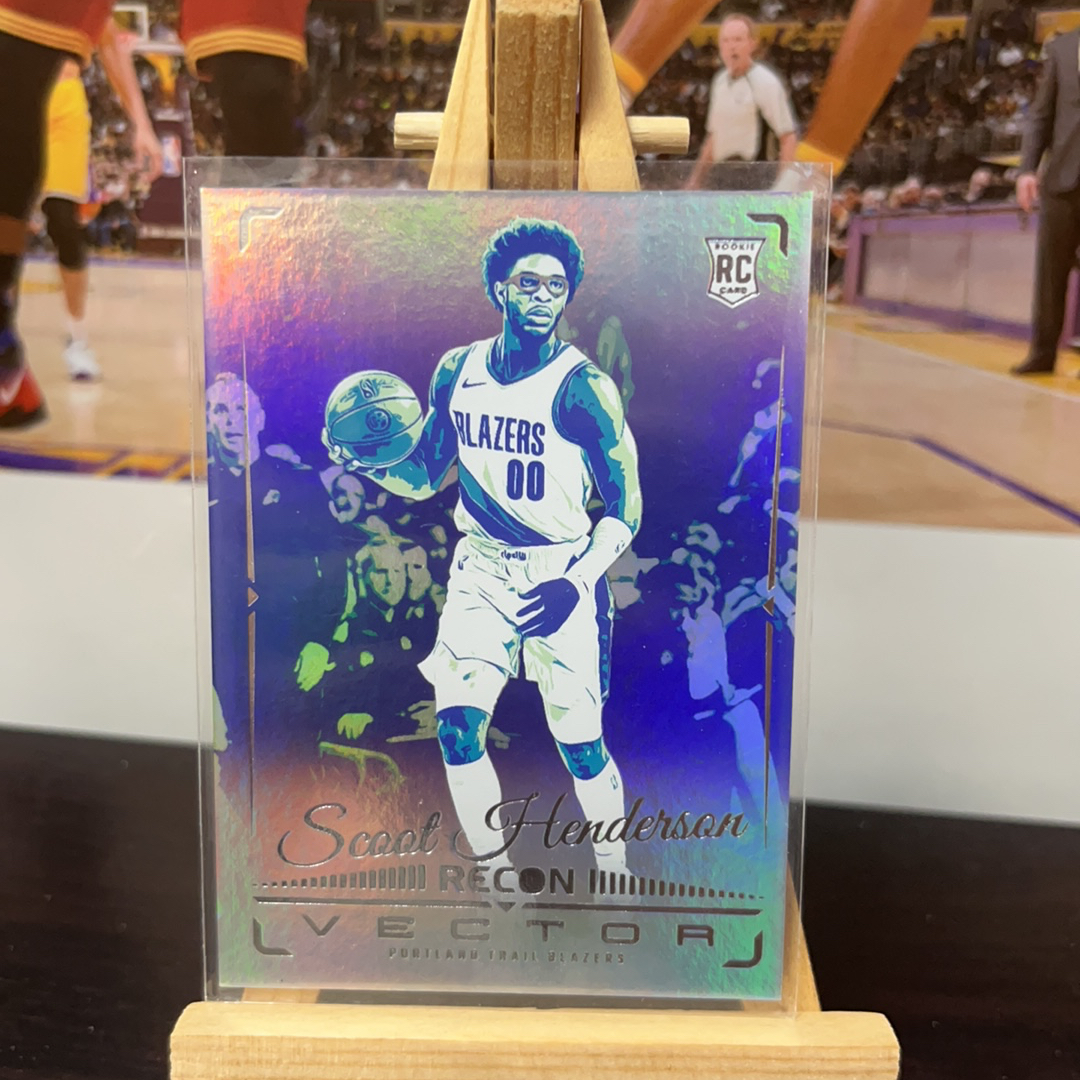 ROOKIE
RC
CARD
BLAZERS
00
Scoot Henderson
RECON
VECTOR
PORTLAND TRAIL BLAZERS